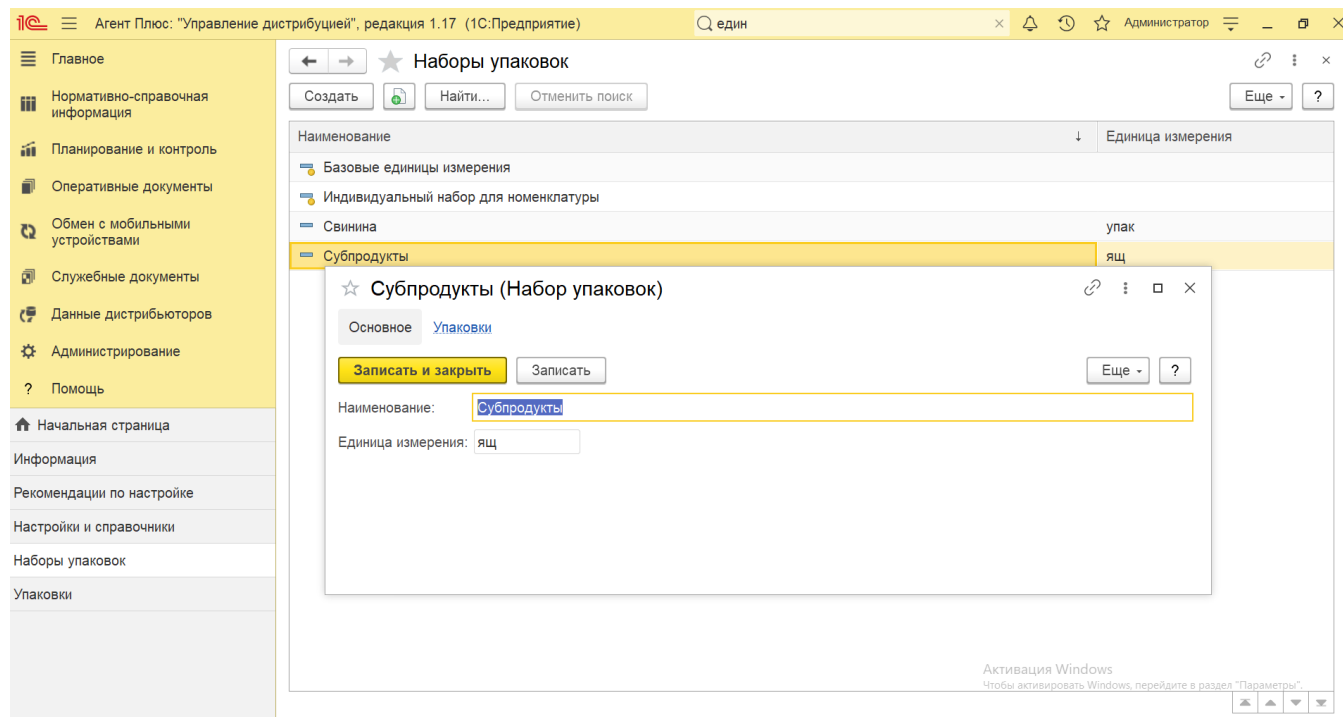 1С Агент Плюс: "Управление дистрибуцией", редакция 1.17 (1С:Предприятие) един Администратор
Главное
Нормативно-справочная
информация
Планирование и контроль
Оперативные документы
Обмен с мобильными
устройствами
Служебные документы
Данные дистрибьюторов
Администрирование
? Помощь
Начальная страница
Информация
Рекомендации по настройке
Настройки и справочники
Наборы упаковок
Упаковки
Наборы упаковок
Создать Найти... Отменить поиск Еще ?
Наименование Единица измерения
Базовые единицы измерения
Индивидуальный набор для номенклатуры
Свинина упак
Субпродукты ящ
Субпродукты (Набор упаковок)
Основное Упаковки
Записать и закрыть Записать Еще ?
Наименование: Субпродукты
Единица измерения: ящ
Активация Windows
Чтобы активировать Windows, перейдите в раздел "Параметры".